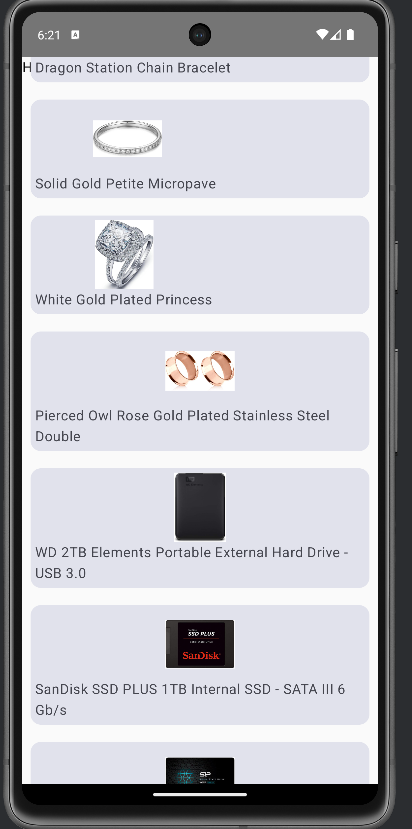 6:21 A
H Dragon Station Chain Bracelet
Solid Gold Petite Micropave
White Gold Plated Princess
Pierced Owl Rose Gold Plated Stainless Steel
Double
WD 2TB Elements Portable External Hard Drive -
USB 3.0
SSD PLUS
SanDisk
SanDisk SSD PLUS 1TB Internal SSD - SATA III 6
Gb/s
SP